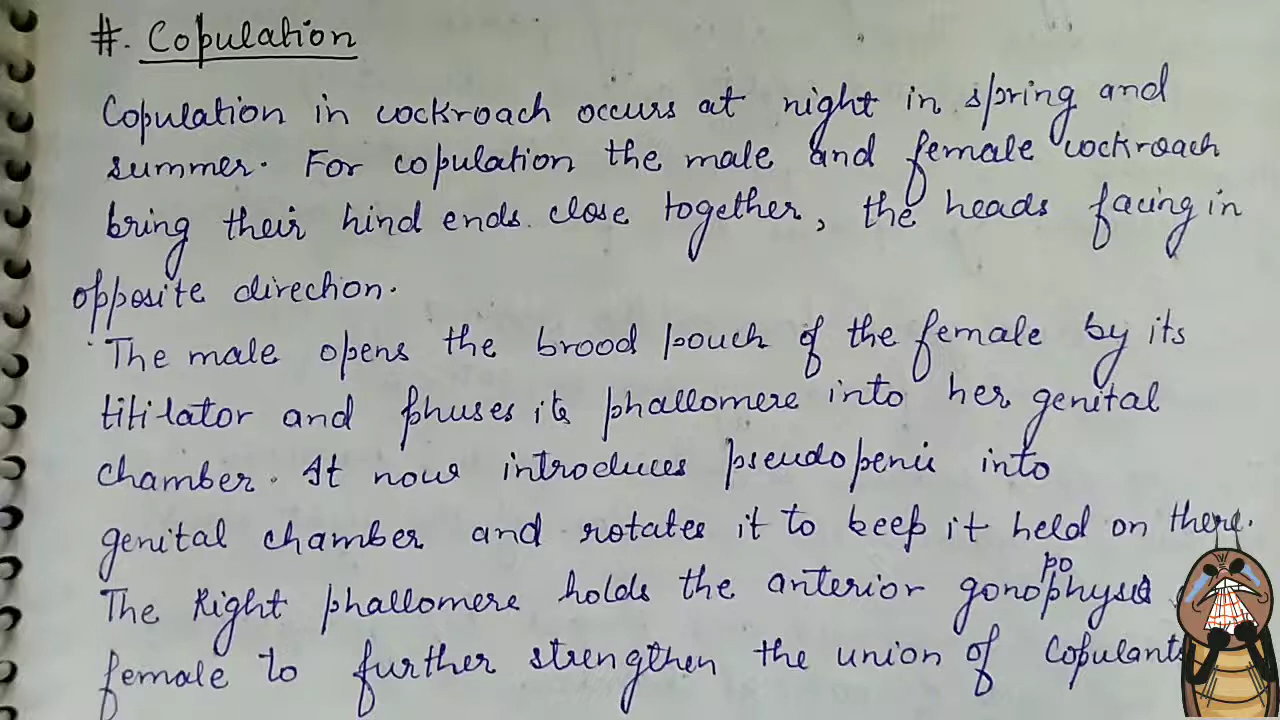 #. Copulation
Copulation in cockroach occurs at night in spring and
summer. For copulation the male and female cockroach
bring their hind ends close together, the heads facing in
opposite direction.
The male opens the brood pouch of the female by its
titilator and phuses its phallomere into her genital
chamber. It now introduces pseudopenis into
genital chamber and rotates it to keep it held on there.
The Right phallomere holds the anterior gonopophyses
female to further strengthen the union of Copulants